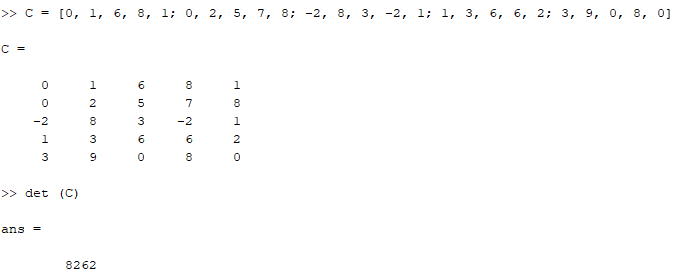 >> C = [0, 1, 6, 8, 1; 0, 2, 5, 7, 8; -2, 8, 3, -2, 1; 1, 3, 6, 6, 2; 3, 9, 0, 8, 0]
C =
0 1 6 8 1
0 2 5 7 8
-2 8 3 -2 1
1 3 6 6 2
3 9 0 8 0
>> det (C)
ans =
8262